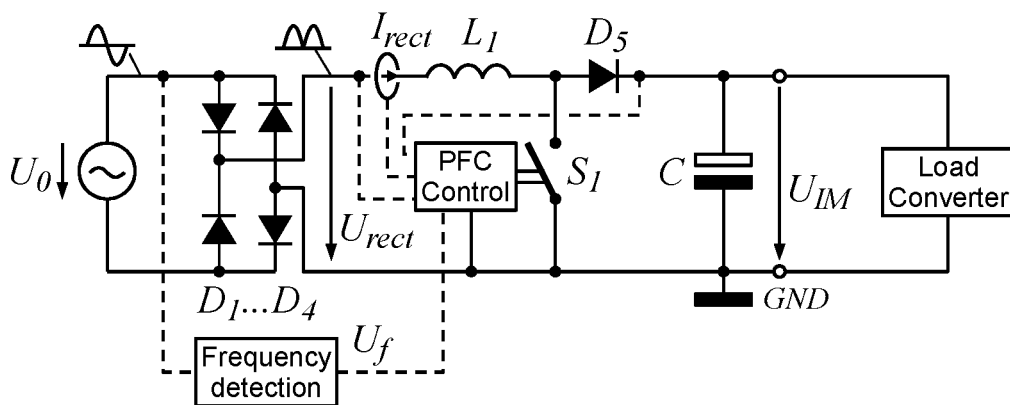 I_rect
L_1
D_5
U_0
PFC
Control
S_1
C
U_IM
Load
Converter
U_rect
D_1...D_4
GND
U_f
Frequency
detection